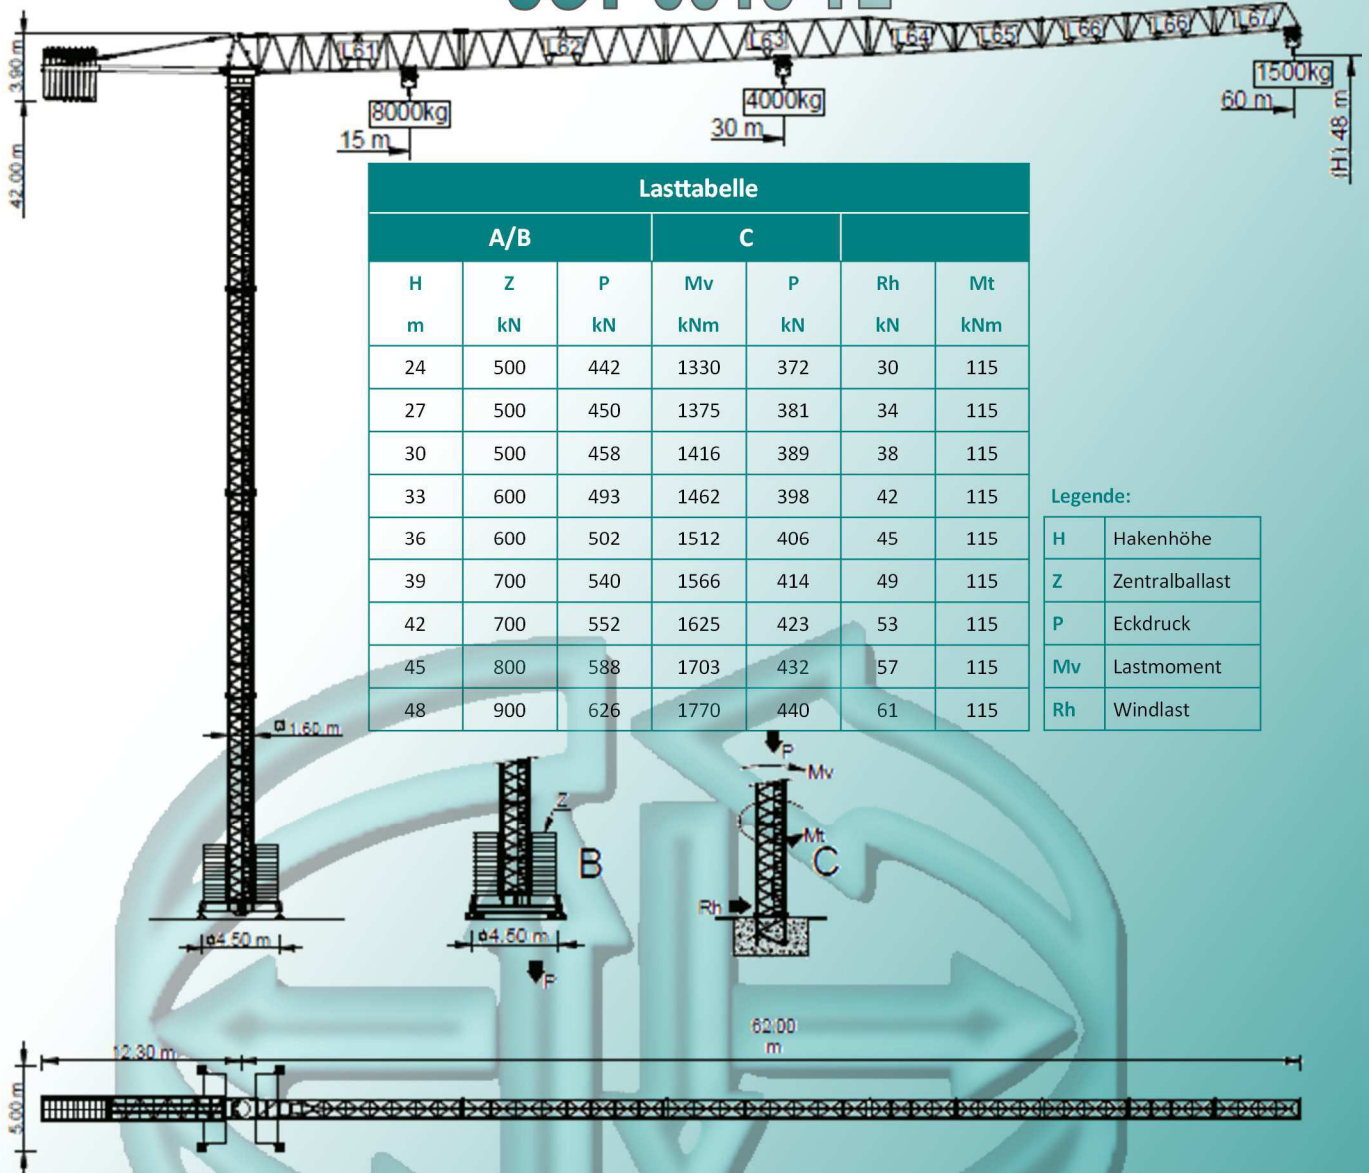 L61 L62 L63 L64 L65 L66 L66 L67
3.90 m
8000kg
4000kg
1500kg
15 m
30 m
60 m
(H) 48 m
42.00 m
Lasttabelle
A/B C
H Z P Mv P Rh Mt
m kN kN kNm kN kN kNm
24 500 442 1330 372 30 115
27 500 450 1375 381 34 115
30 500 458 1416 389 38 115
33 600 493 1462 398 42 115
36 600 502 1512 406 45 115
39 700 540 1566 414 49 115
42 700 552 1625 423 53 115
45 800 588 1703 432 57 115
48 900 626 1770 440 61 115
Legende:
H Hakenhöhe
Z Zentralballast
P Eckdruck
Mv Lastmoment
Rh Windlast
1.60 m
P
Mv
Z
Mt
B
C
Rh
4.50 m
4.50 m
P
62.00
m
12.30 m
5.00 m